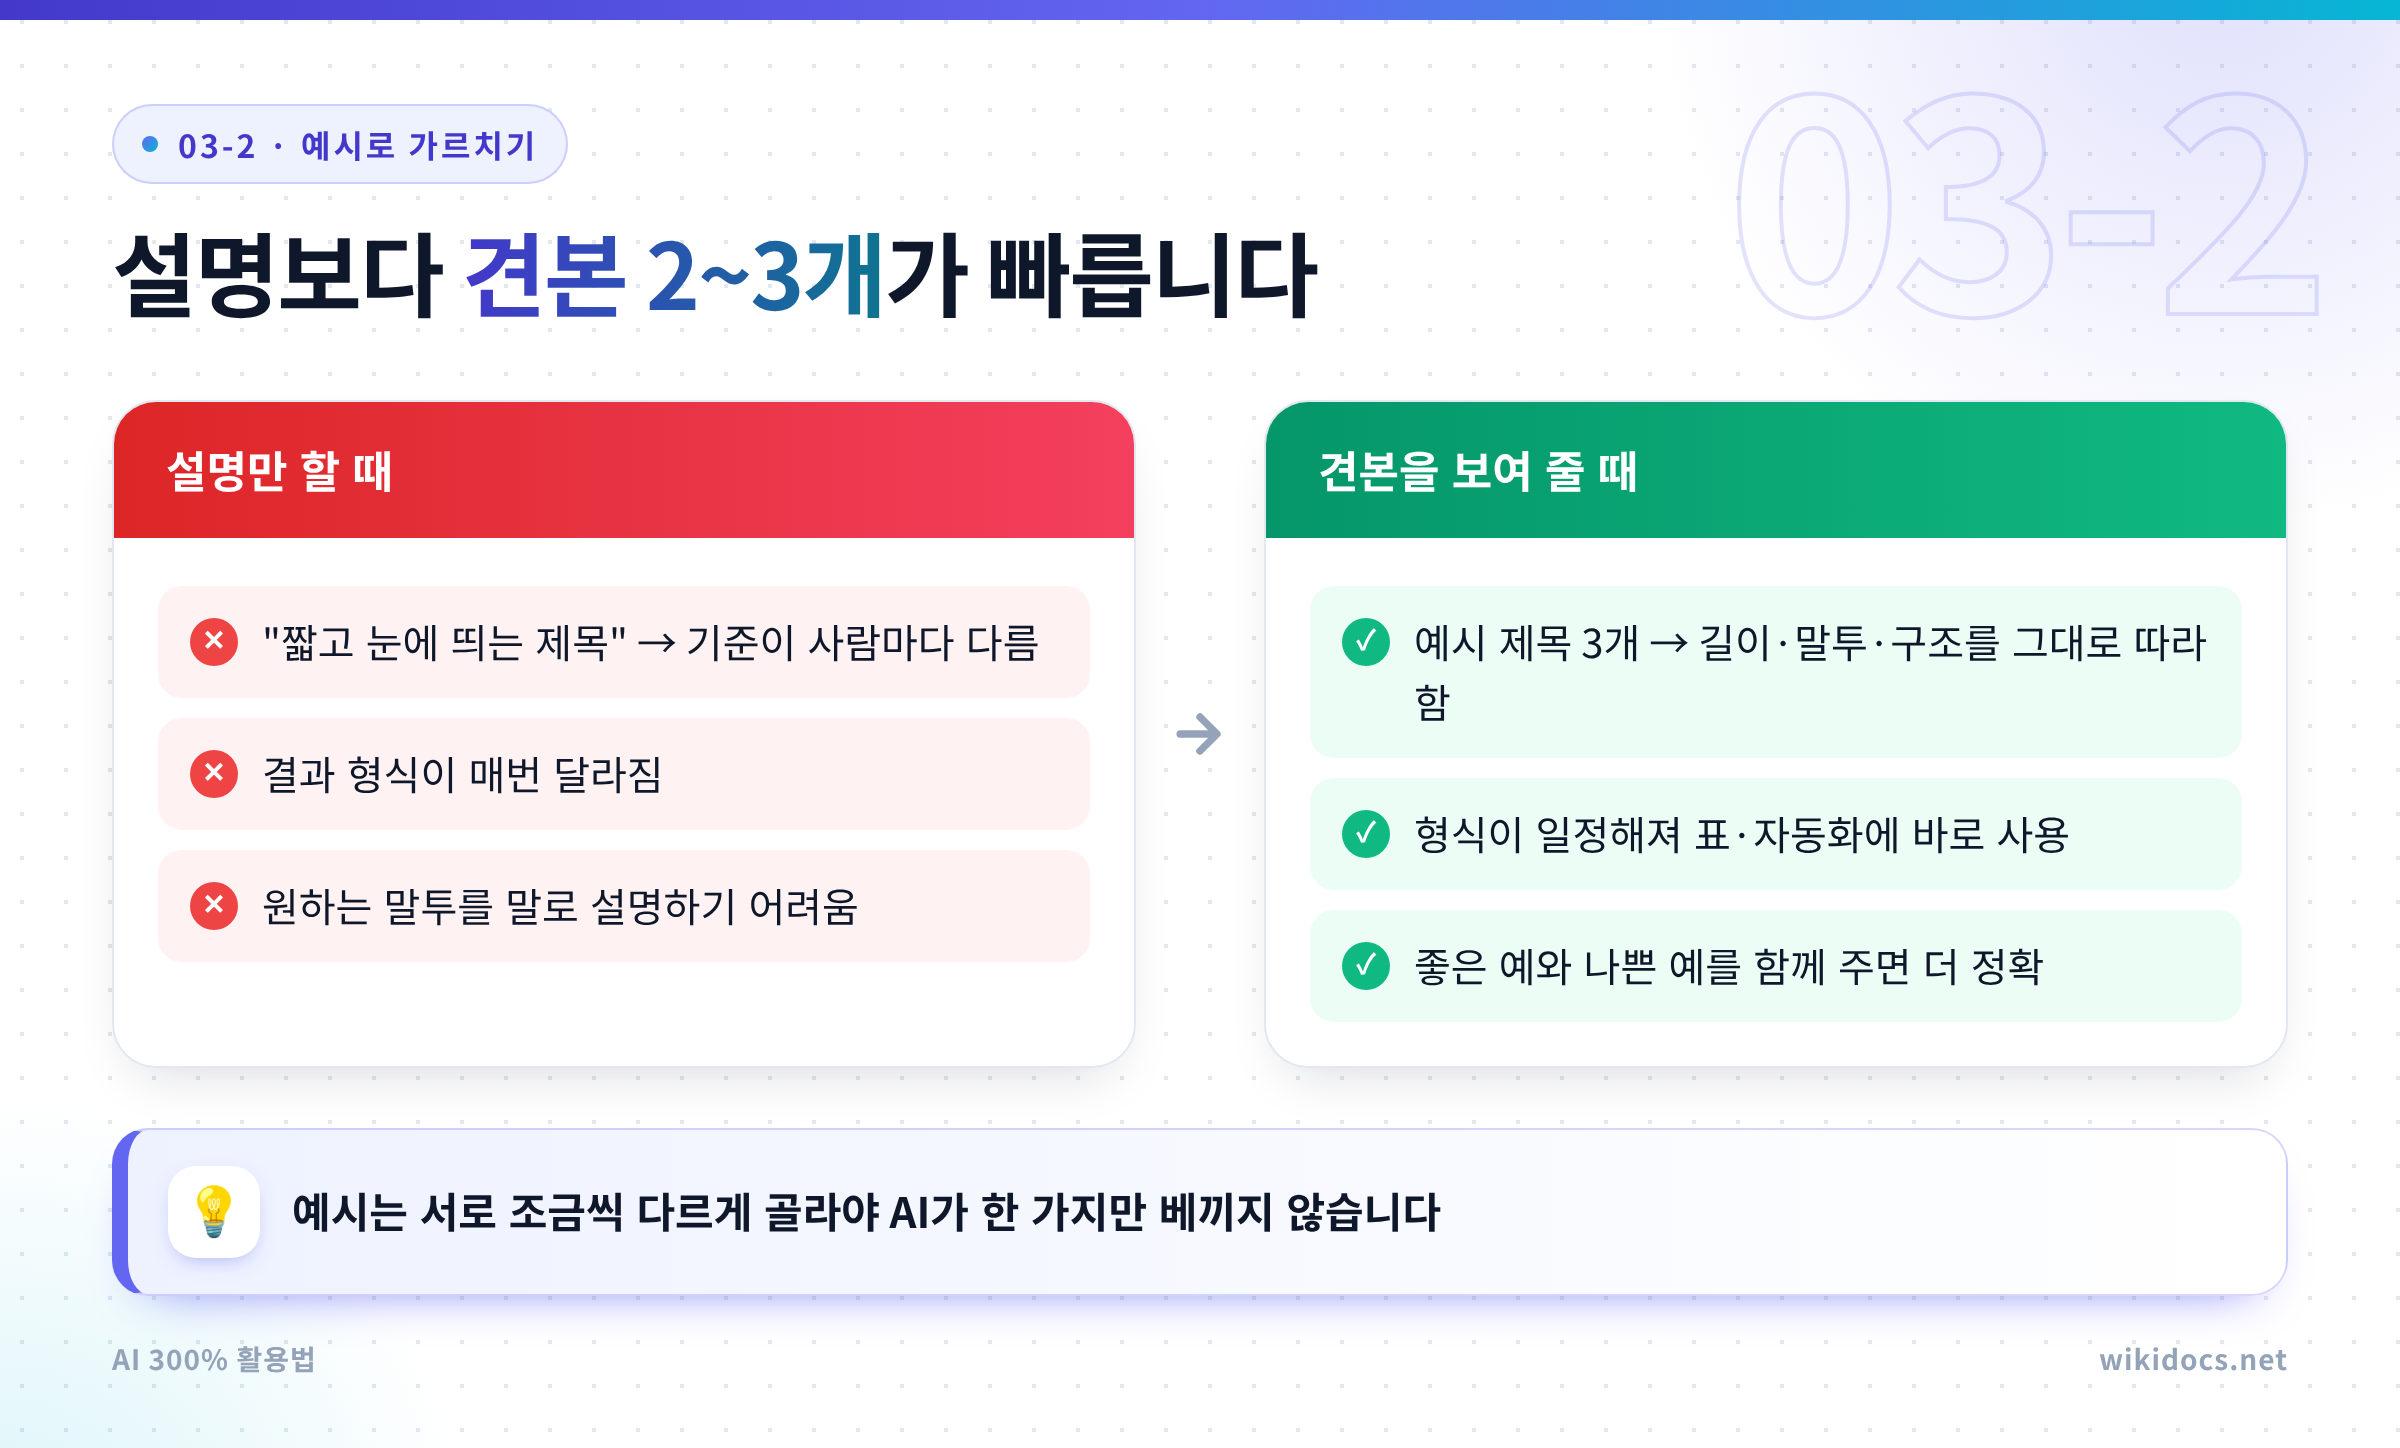 03-2 · 예시로 가르치기
03-2
설명보다 견본 2~3개가 빠릅니다
설명만 할 때
"짧고 눈에 띄는 제목" → 기준이 사람마다 다름
결과 형식이 매번 달라짐
원하는 말투를 말로 설명하기 어려움
→
견본을 보여 줄 때
예시 제목 3개 → 길이·말투·구조를 그대로 따라
함
형식이 일정해져 표·자동화에 바로 사용
좋은 예와 나쁜 예를 함께 주면 더 정확
예시는 서로 조금씩 다르게 골라야 AI가 한 가지만 베끼지 않습니다
AI 300% 활용법
wikidocs.net